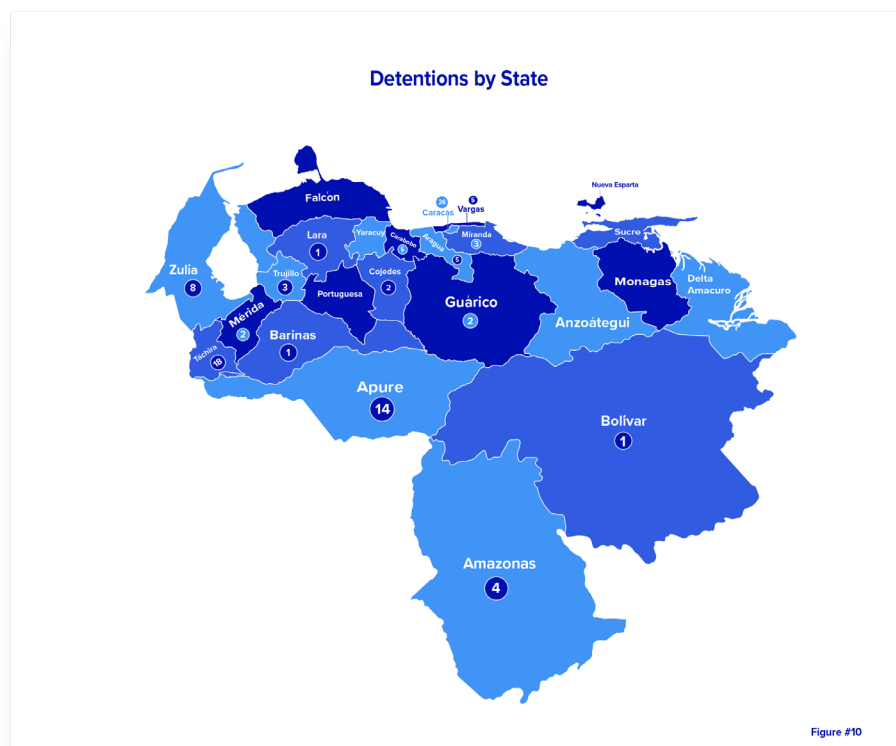 Detentions by State
Nueva Esparta
26
Caracas
5
Vargas
Falcón
Lara
1
Yaracuy
Carabobo
5
Aragua
5
Miranda
3
Sucre
Zulia
8
Trujillo
3
Cojedes
2
Portuguesa
Guárico
2
Monagas
Delta
Amacuro
Anzoátegui
Mérida
2
Barinas
1
Táchira
18
Apure
14
Bolívar
1
Amazonas
4
Figure #10